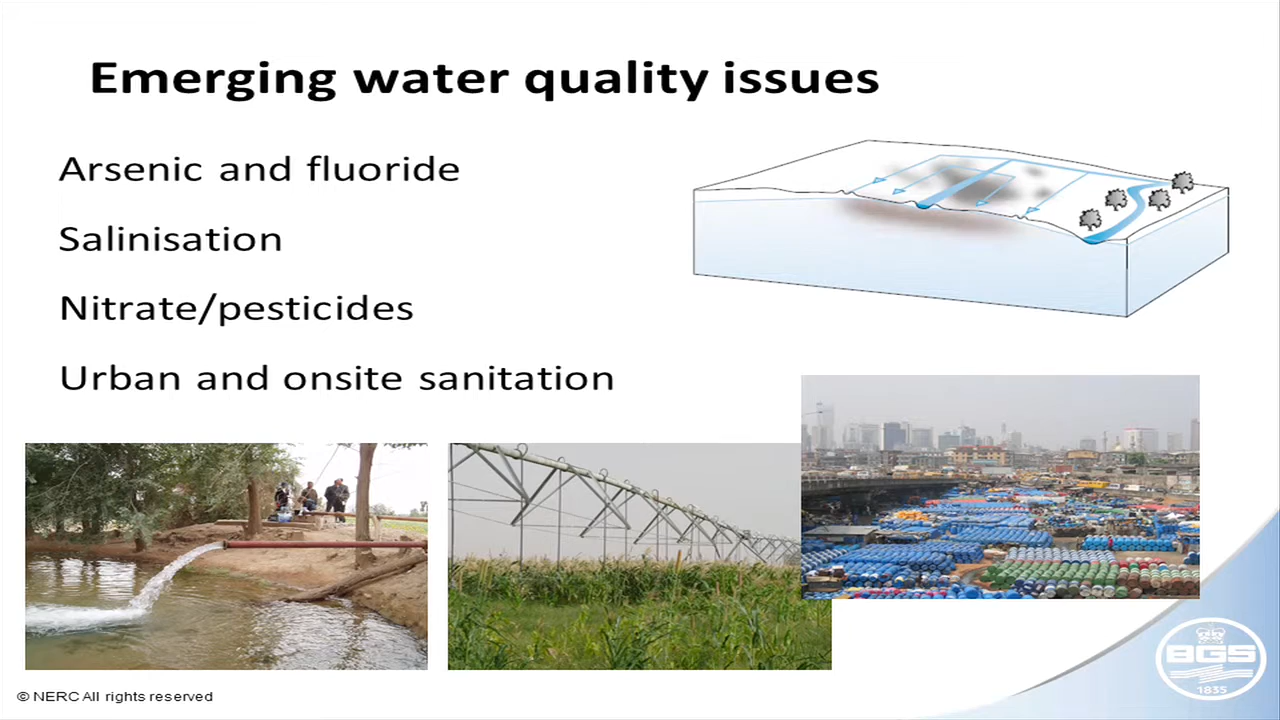 Emerging water quality issues
Arsenic and fluoride
Salinisation
Nitrate/pesticides
Urban and onsite sanitation
© NERC All rights reserved
BGS
1835